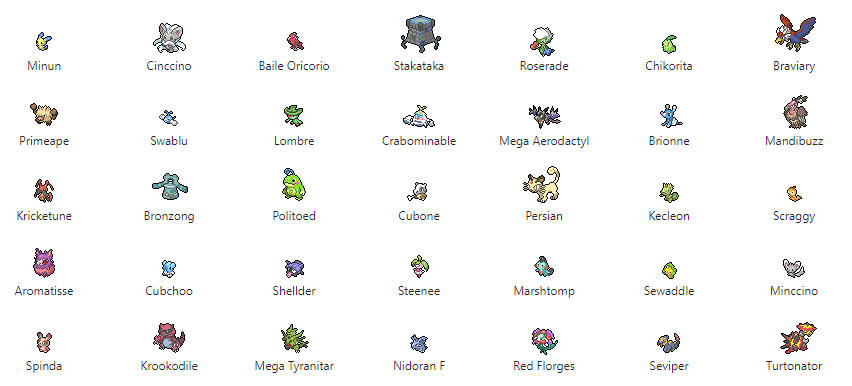 Minun Cinccino Baile Oricorio Stakataka Roserade Chikorita Braviary
Primeape Swablu Lombre Crabominable Mega Aerodactyl Brionne Mandibuzz
Kricketune Bronzong Politoed Cubone Persian Kecleon Scraggy
Aromatisse Cubchoo Shellder Steenee Marshtomp Sewaddle Minccino
Spinda Krookodile Mega Tyranitar Nidoran F Red Florges Seviper Turtonator